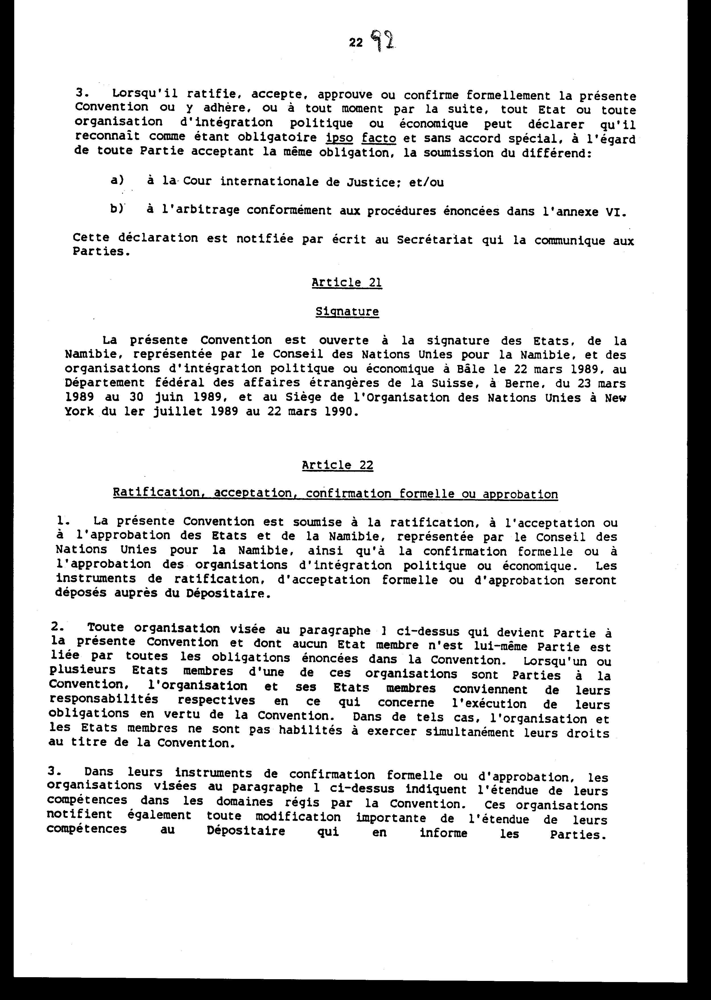 22 92
3. Lorsqu'il ratifie, accepte, approuve ou confirme formellement la présente
Convention ou y adhère, ou à tout moment par la suite, tout Etat ou toute
organisation d'intégration politique ou économique peut déclarer qu'il
reconnaît comme étant obligatoire ipso facto et sans accord spécial, à l'égard
de toute Partie acceptant la même obligation, la soumission du différend:
a) à la Cour internationale de Justice; et/ou
b) à l'arbitrage conformément aux procédures énoncées dans l'annexe VI.
Cette déclaration est notifiée par écrit au Secrétariat qui la communique aux
Parties.
Article 21
Signature
La présente Convention est ouverte à la signature des Etats, de la
Namibie, représentée par le Conseil des Nations Unies pour la Namibie, et des
organisations d'intégration politique ou économique à Bâle le 22 mars 1989, au
Département fédéral des affaires étrangères de la Suisse, à Berne, du 23 mars
1989 au 30 juin 1989, et au Siège de l'Organisation des Nations Unies à New
York du 1er juillet 1989 au 22 mars 1990.
Article 22
Ratification, acceptation, confirmation formelle ou approbation
1. La présente Convention est soumise à la ratification, à l'acceptation ou
à l'approbation des Etats et de la Namibie, représentée par le Conseil des
Nations Unies pour la Namibie, ainsi qu'à la confirmation formelle ou à
l'approbation des organisations d'intégration politique ou économique. Les
instruments de ratification, d'acceptation formelle ou d'approbation seront
déposés auprès du Dépositaire.
2. Toute organisation visée au paragraphe 1 ci-dessus qui devient Partie à
la présente Convention et dont aucun Etat membre n'est lui-même Partie est
liée par toutes les obligations énoncées dans la Convention. Lorsqu'un ou
plusieurs Etats membres d'une de ces organisations sont Parties à la
Convention, l'organisation et ses Etats membres conviennent de leurs
responsabilités respectives en ce qui concerne l'exécution de leurs
obligations en vertu de la Convention. Dans de tels cas, l'organisation et
les Etats membres ne sont pas habilités à exercer simultanément leurs droits
au titre de la Convention.
3. Dans leurs instruments de confirmation formelle ou d'approbation, les
organisations visées au paragraphe 1 ci-dessus indiquent l'étendue de leurs
compétences dans les domaines régis par la Convention. Ces organisations
notifient également toute modification importante de l'étendue de leurs
compétences au Dépositaire qui en informe les Parties.